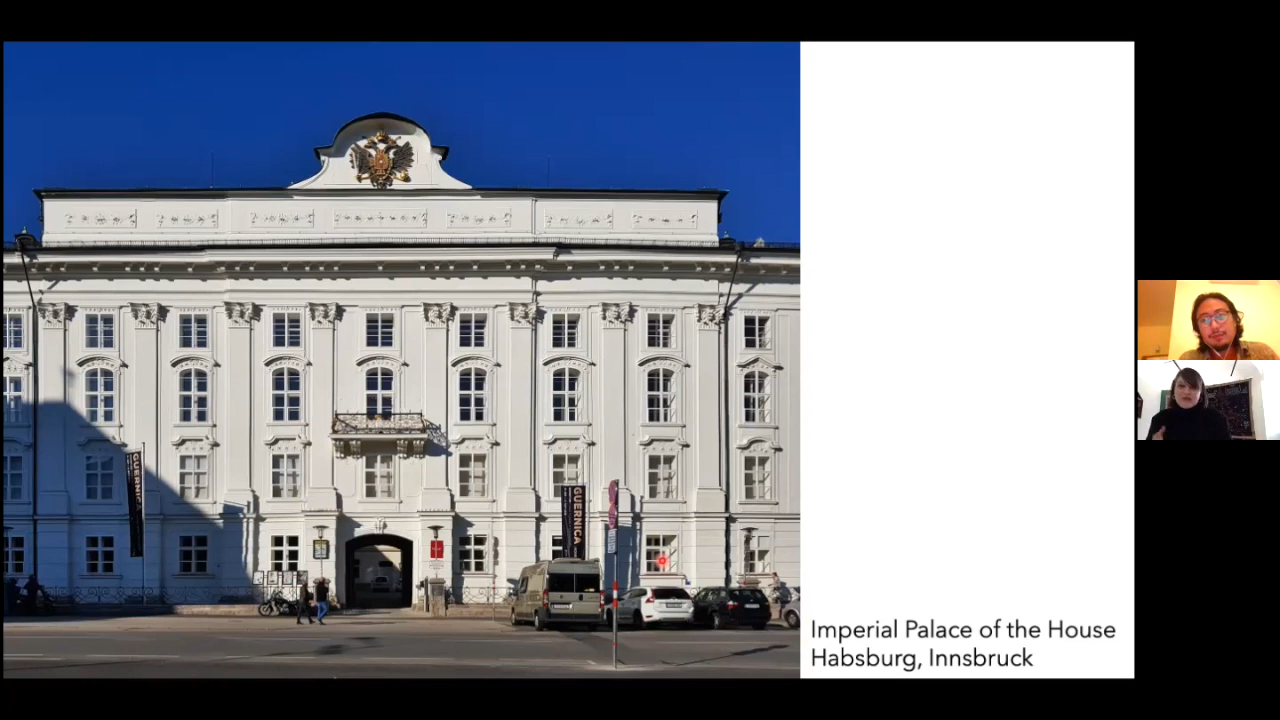 GUERNICA
GUERNICA
Imperial Palace of the House
Habsburg, Innsbruck